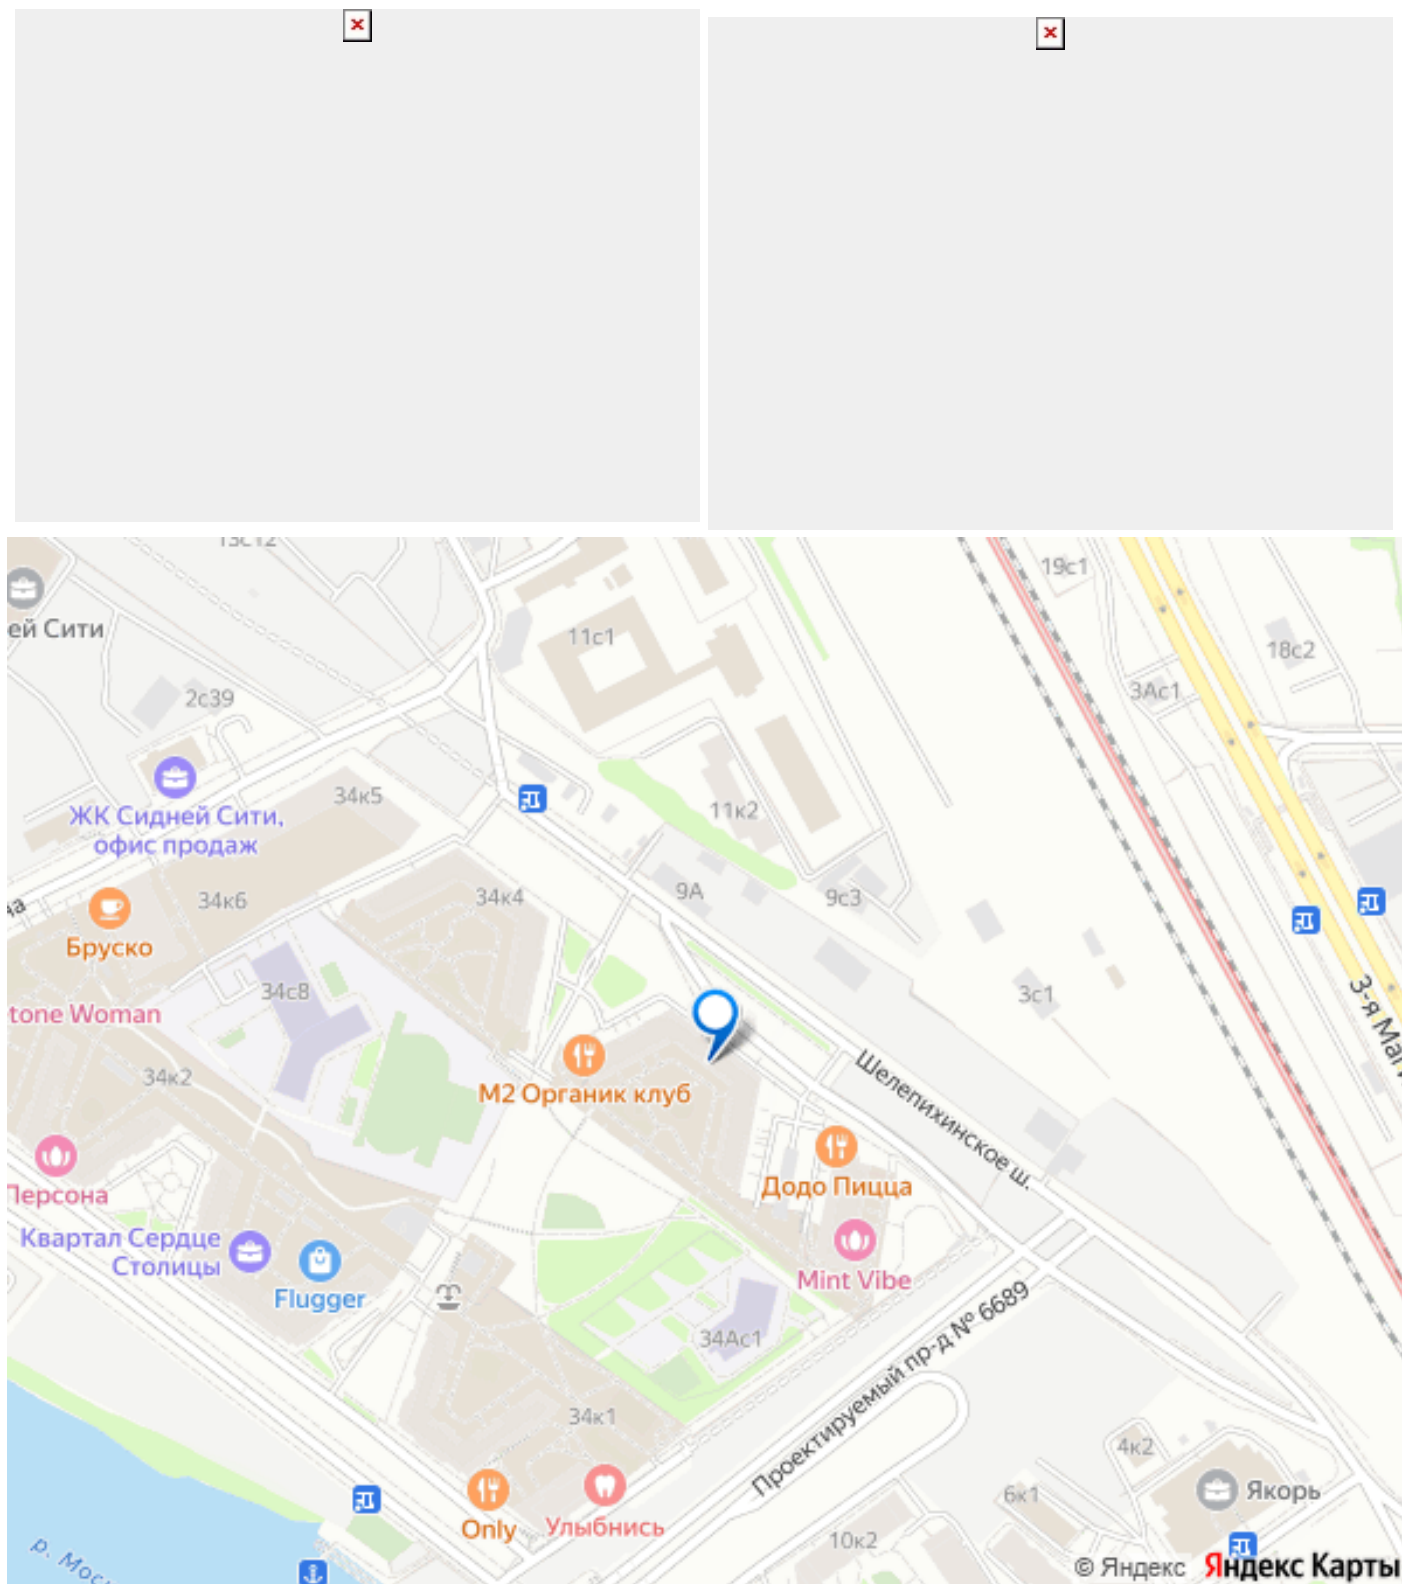 19с1
11с1
ей Сити
18с2
3Ас1
2с39
34к5
ЖК Сидней Сити,
офис продаж
11к2
34к6
34к4
9А
9с3
Бруско
34с8
3с1
tone Woman
34к2
М2 Органик клуб
Шелепихинское ш.
Додо Пицца
Персона
Квартал Сердце
Столицы
Flugger
Mint Vibe
34Ас1
Проектируемый пр-д № 6689
34к1
4к2
6к1
Якорь
Only
Улыбнись
10к2
© Яндекс Яндекс Карты